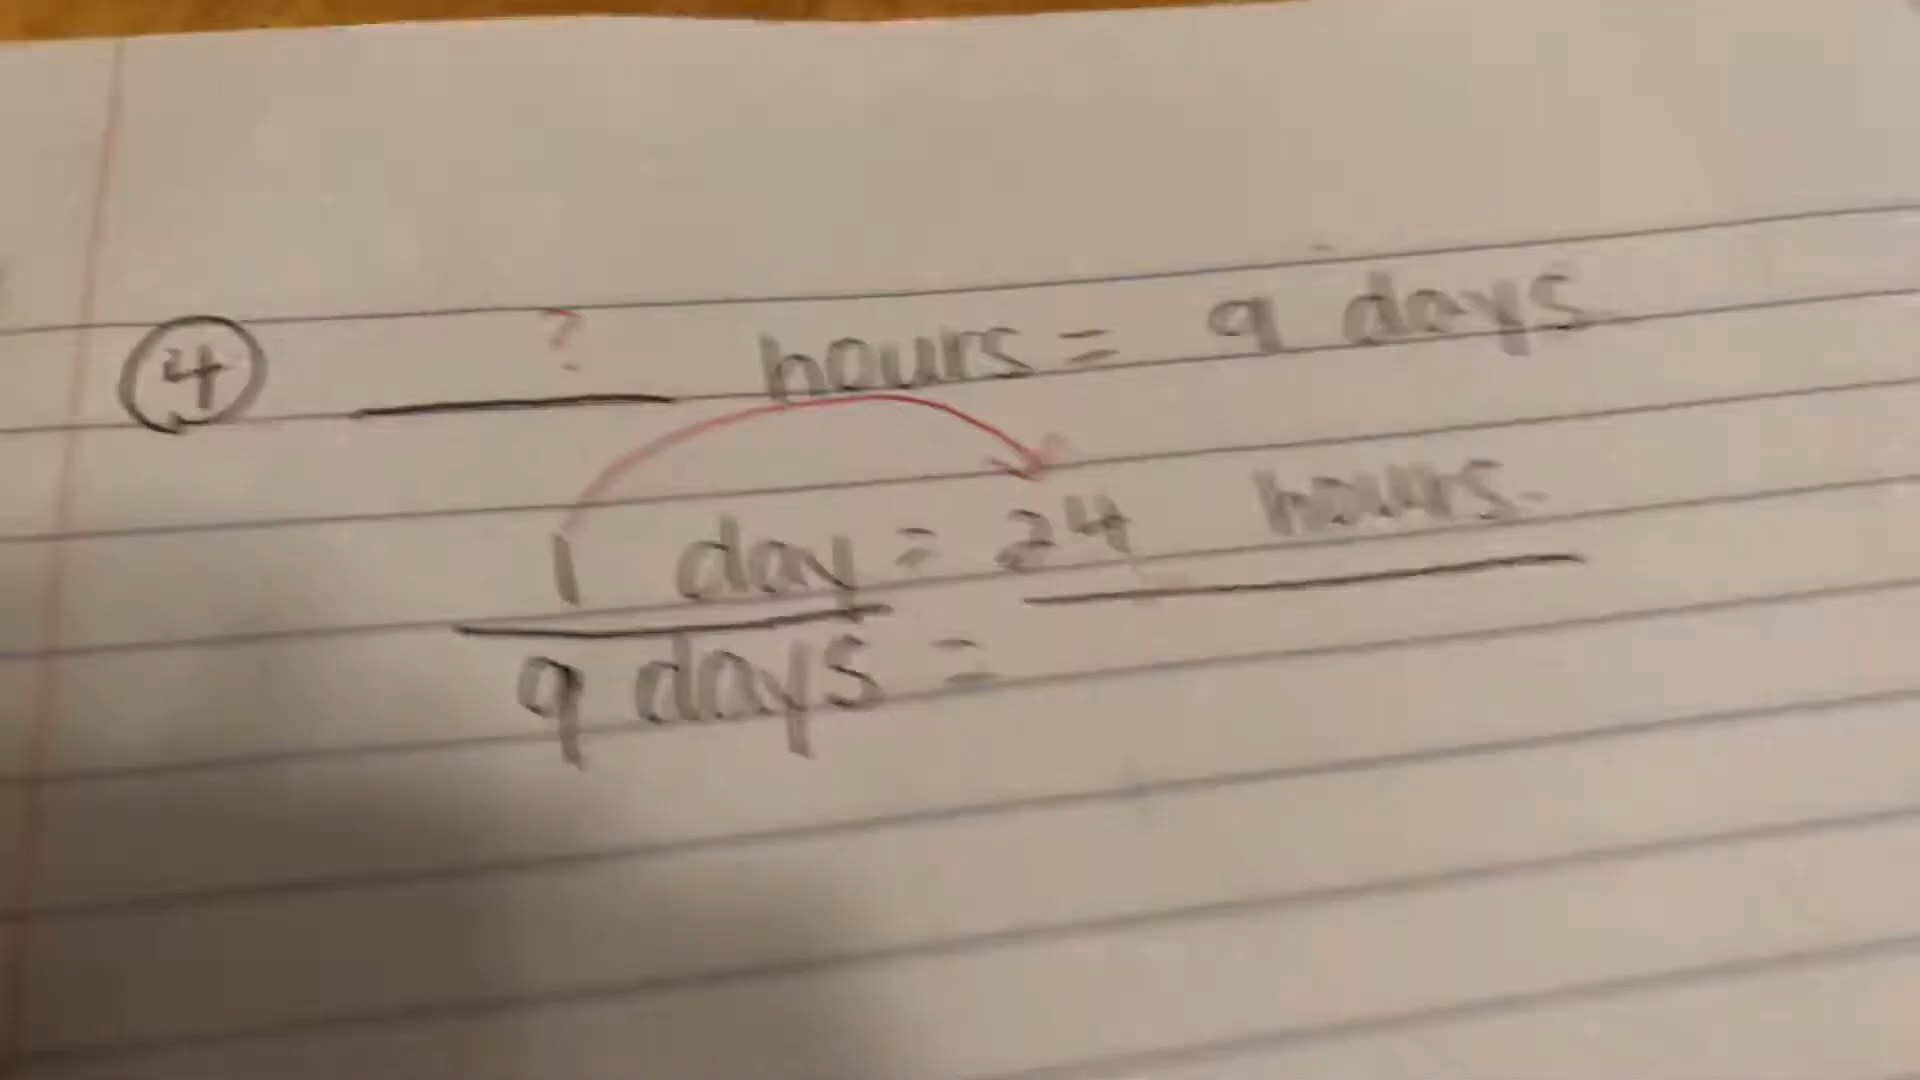 4 ? hours = 9 days
1 day = 24 hours.
9 days =